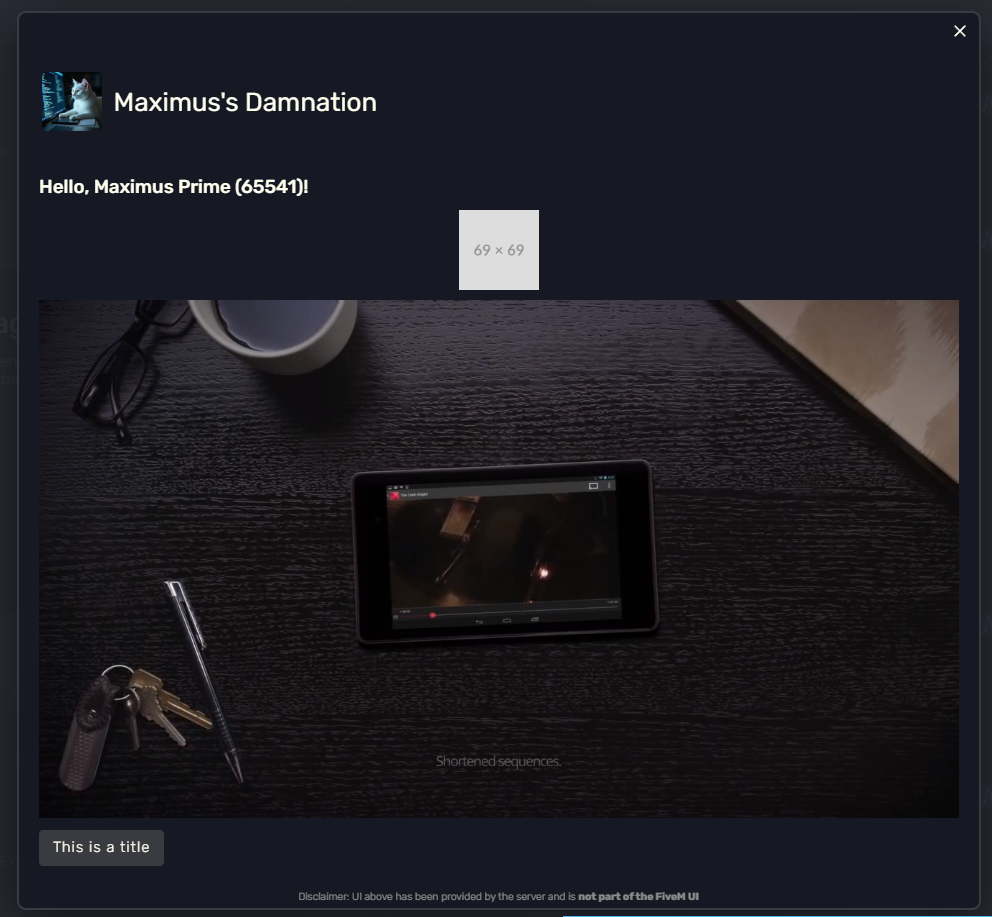 Maximus's Damnation
Hello, Maximus Prime (65541)!
69 × 69
Shortened sequences.
This is a title
Disclaimer: UI above has been provided by the server and is not part of the FiveM UI